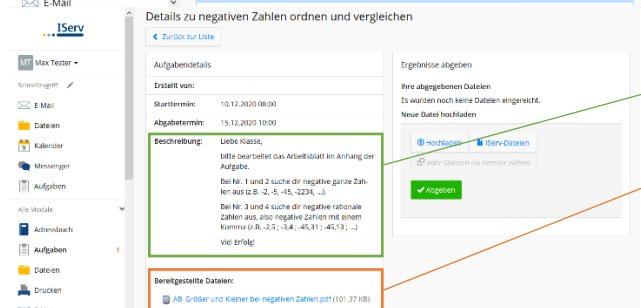 E-Mail
Details zu negativen Zahlen ordnen und vergleichen
IServ
Zurück zur Liste
MT Max Tester
Schnellzugriff
E-Mail
Dateien
Kalender
Messenger
Aufgaben
Alle Module
Adressbuch
Aufgaben 1
Dateien
Drucken
Aufgabendetails
Erstellt von:
Starttermin: 10.12.2020 08:00
Abgabetermin: 15.12.2020 10:00
Beschreibung: Liebe Klasse,
bitte bearbeitet das Arbeitsblatt im Anhang der
Aufgabe.
Bei Nr. 1 und 2 suche dir negative ganze Zah-
len aus (z.B. -2, -5, -45, -2234, ...).
Bei Nr. 3 und 4 suche dir negative rationale
Zahlen aus, also negative Zahlen mit einem
Komma (z.B. -2,5 ; -3,4 ; -45,31 ; -45,13 ; ...)
Viel Erfolg!
Bereitgestellte Dateien:
AB_Größer und Kleiner bei negativen Zahlen.pdf (101.37 KB)
Ergebnisse abgeben
Ihre abgegebenen Dateien
Es wurden noch keine Dateien eingereicht.
Neue Datei hochladen
Hochladen IServ-Dateien
oder Dateien ins Fenster ziehen
Abgeben